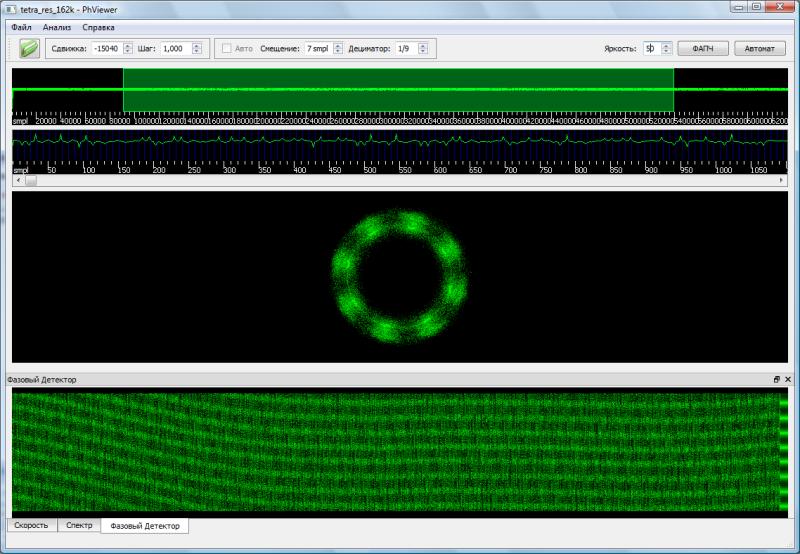 tetra_res_162k - PhViewer
Файл Анализ Справка
Сдвижка: -15040 Шаг: 1,000 Авто Смещение: 7 smpl Дециматор: 1/9 Яркость: 50 ФАПЧ Автомат
smpl 20000 40000 60000 80000 100000 120000 140000 160000 180000 200000 220000 240000 260000 280000 300000 320000 340000 360000 380000 400000 420000 440000 460000 480000 500000 520000 540000 560000 580000 600000
smpl 50 100 150 200 250 300 350 400 450 500 550 600 650 700 750 800 850 900 950 1000 1050
Фазовый Детектор
Скорость Спектр Фазовый Детектор